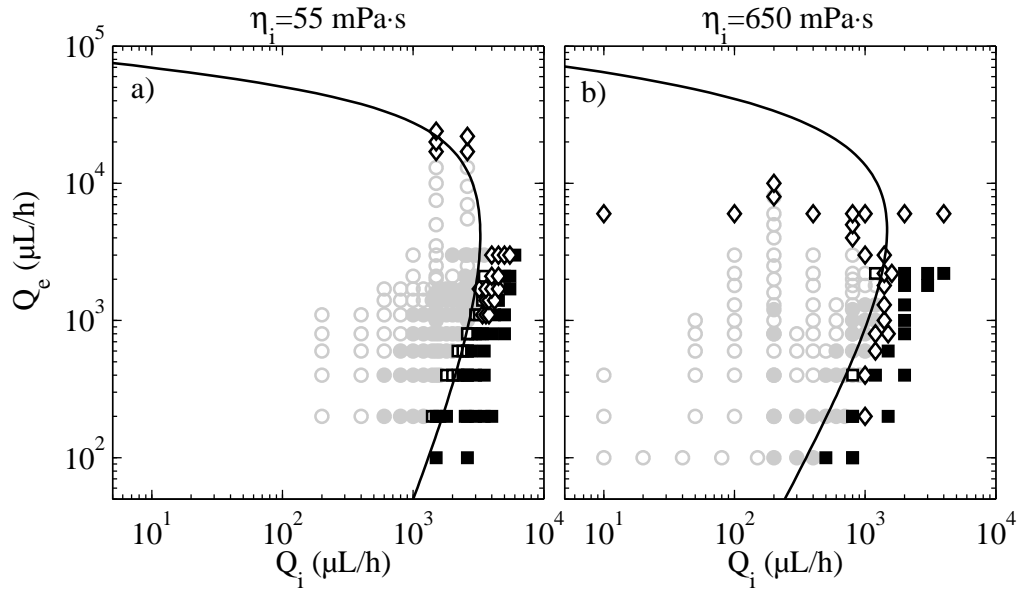 η_i=55 mPa·s η_i=650 mPa·s
10^5
a) b)
10^4
Q_e (μL/h)
10^3
10^2
10^1 10^2 10^3 10^4 10^1 10^2 10^3 10^4
Q_i (μL/h) Q_i (μL/h)